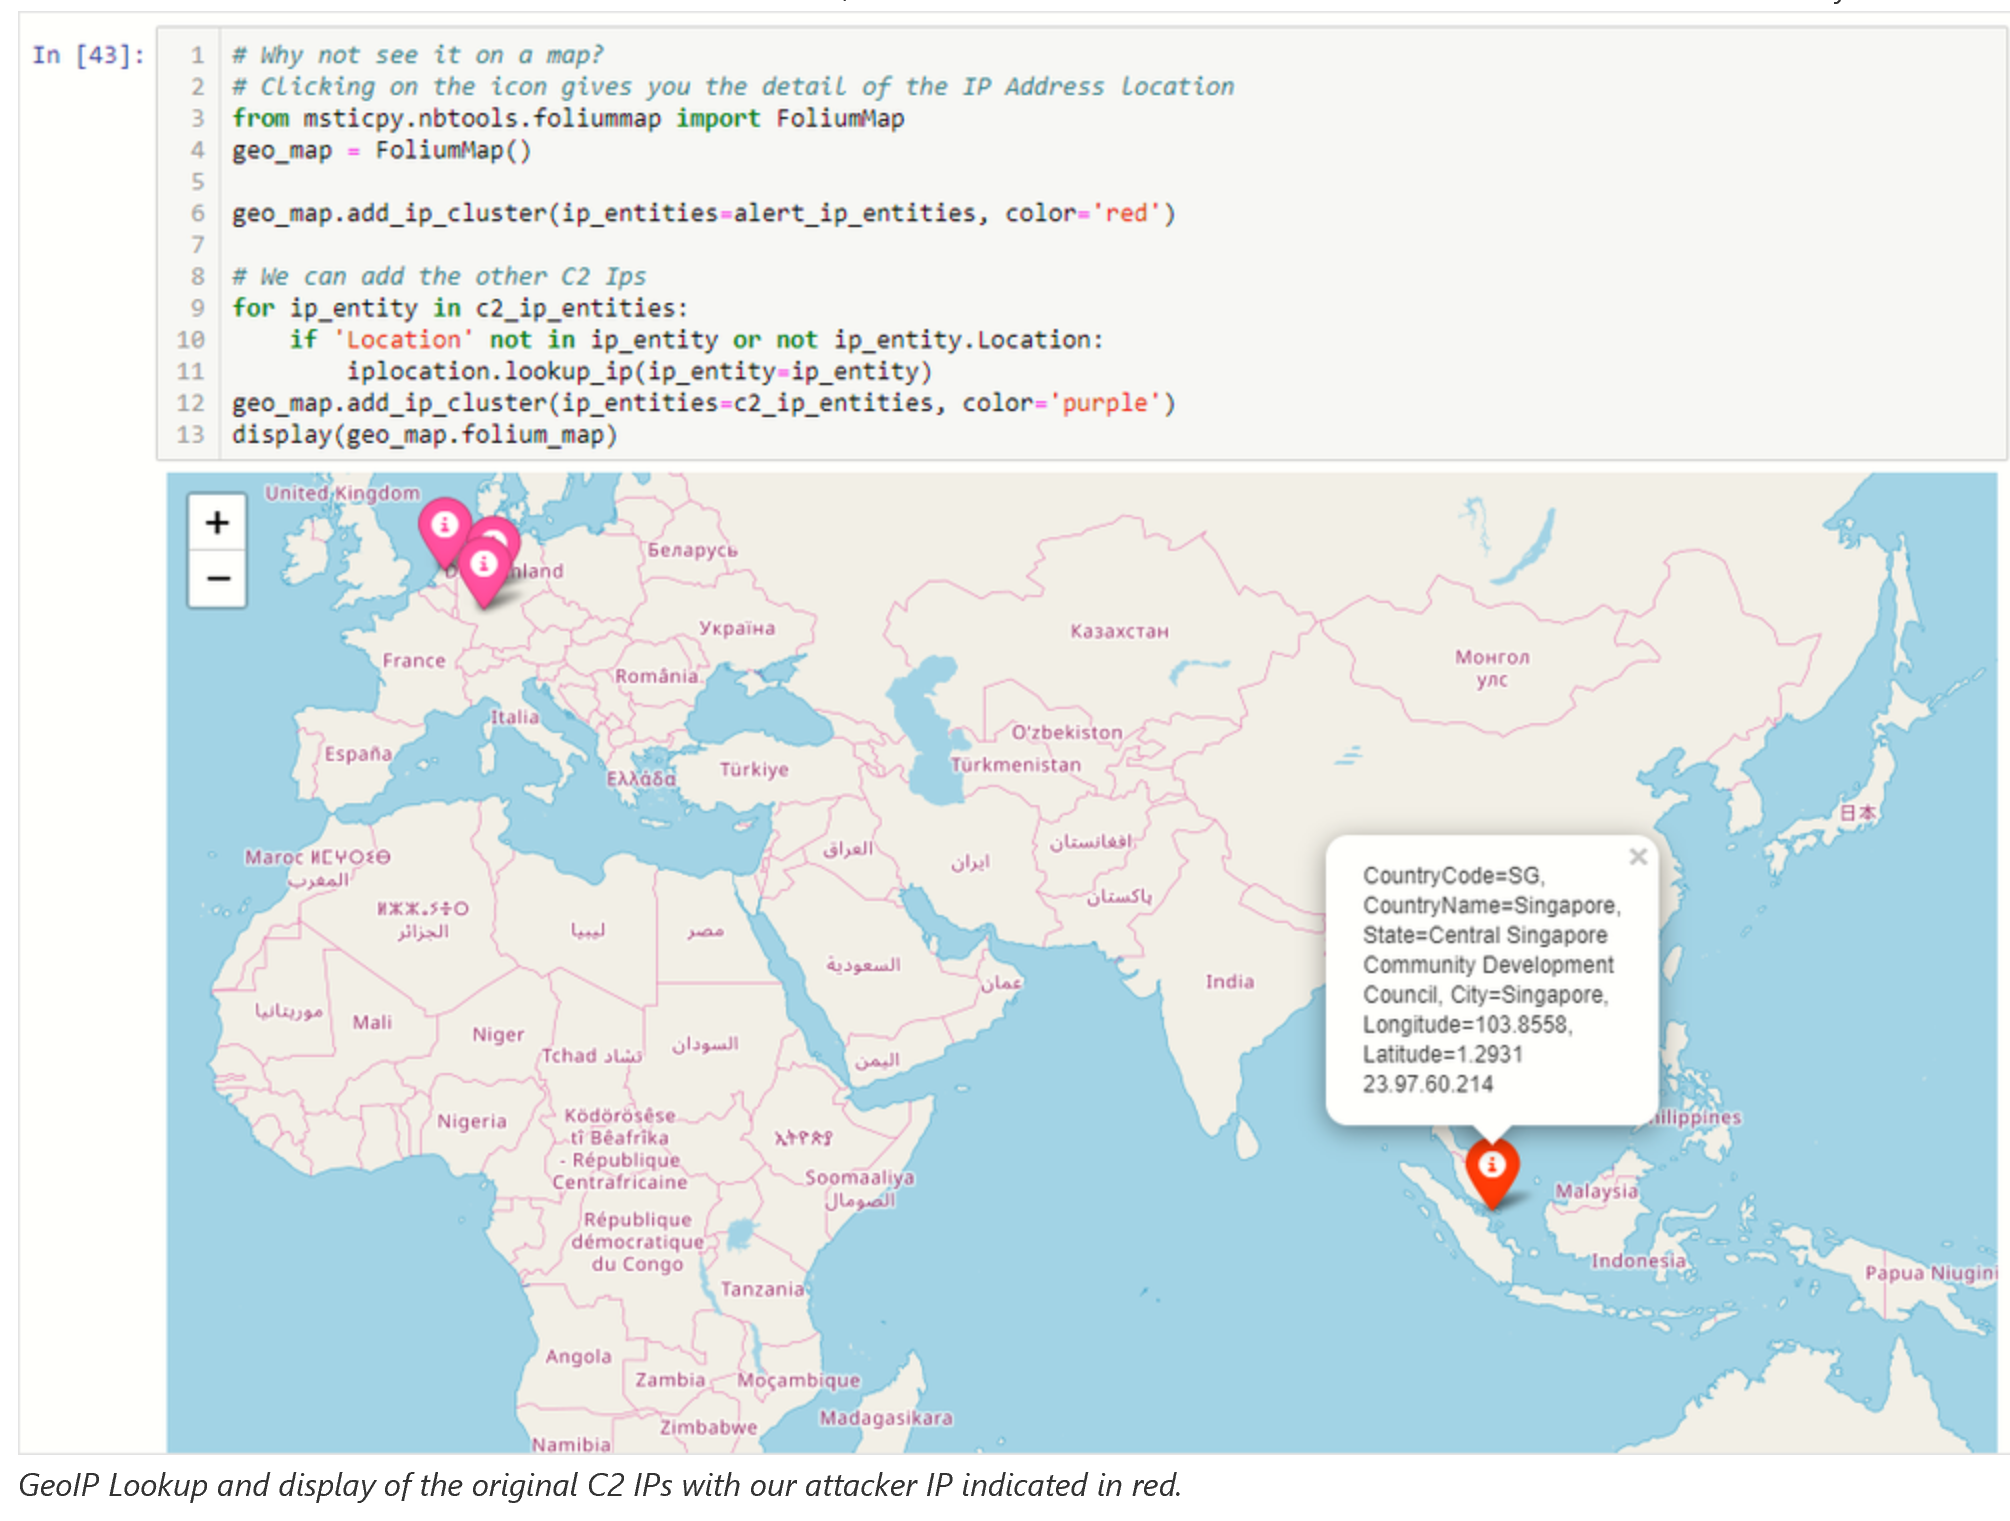 In [43]:
1 # Why not see it on a map?
2 # Clicking on the icon gives you the detail of the IP Address location
3 from msticpy.nbtools.foliummap import FoliumMap
4 geo_map = FoliumMap()
5
6 geo_map.add_ip_cluster(ip_entities=alert_ip_entities, color='red')
7
8 # We can add the other C2 Ips
9 for ip_entity in c2_ip_entities:
10     if 'Location' not in ip_entity or not ip_entity.Location:
11         iplocation.lookup_ip(ip_entity=ip_entity)
12 geo_map.add_ip_cluster(ip_entities=c2_ip_entities, color='purple')
13 display(geo_map.folium_map)
+
−
United Kingdom
Беларусь
Україна
Казахстан
France
Монгол
улс
România
Italia
O'zbekiston
España
Türkiye
Türkmenistan
Ελλάδα
日本
Maroc ⵍⵎⵖⵔⵉⴱ
المغرب
العراق
ایران
افغانستان
پاکستان
ⵍⵣⵣⴰⵢⴻⵔ
الجزائر
ليبيا
مصر
السعودية
عمان
India
موريتانيا
Mali
Niger
Tchad تشاد
السودان
اليمن
Nigeria
Ködörösêse
tî Bêafrîka
- République
Centrafricaine
Soomaaliya
الصومال
République
démocratique
du Congo
Tanzania
Angola
Zambia
Moçambique
Zimbabwe
Madagasikara
Namibia
×
CountryCode=SG,
CountryName=Singapore,
State=Central Singapore
Community Development
Council, City=Singapore,
Longitude=103.8558,
Latitude=1.2931
23.97.60.214
Malaysia
Indonesia
Papua Niugini
GeoIP Lookup and display of the original C2 IPs with our attacker IP indicated in red.